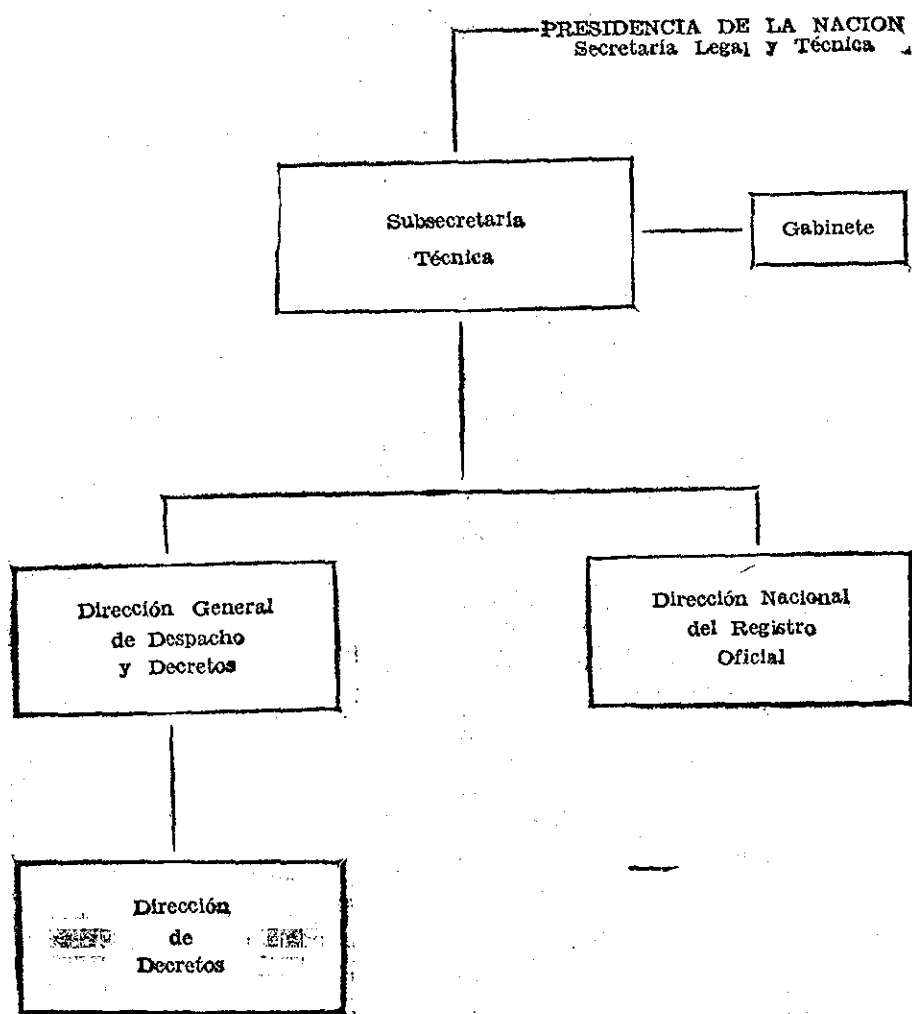 PRESIDENCIA DE LA NACION
Secretaría Legal y Técnica
Subsecretaría
Técnica
Gabinete
Dirección General
de Despacho
y Decretos
Dirección Nacional
del Registro
Oficial
Dirección
de
Decretos